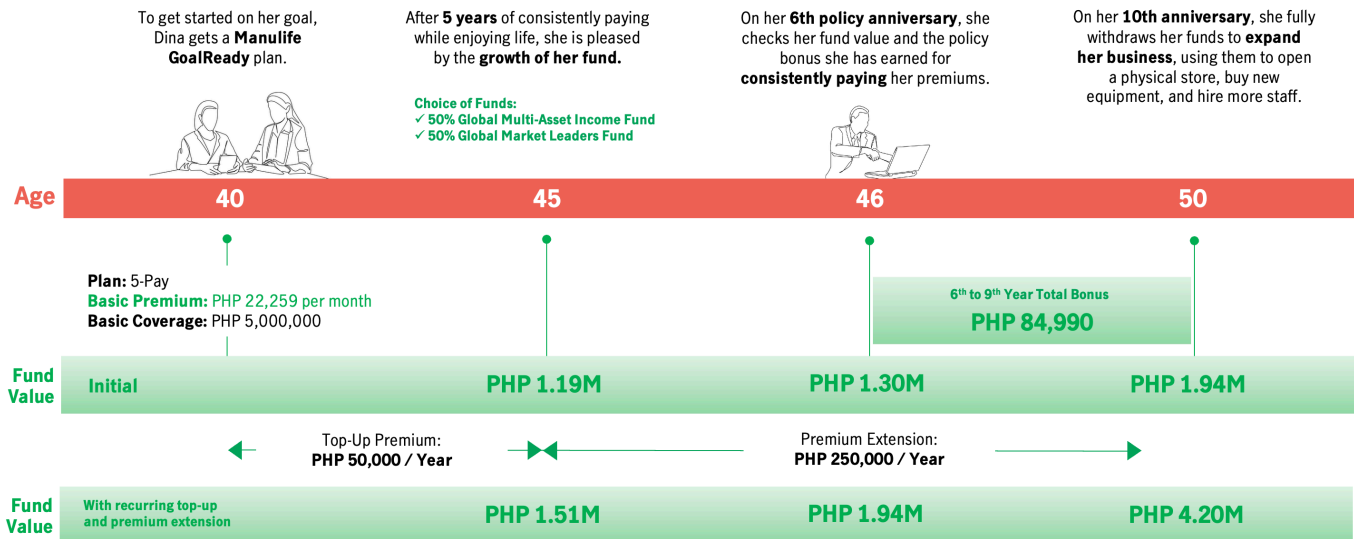 To get started on her goal,
Dina gets a Manulife
GoalReady plan.
After 5 years of consistently paying
while enjoying life, she is pleased
by the growth of her fund.
Choice of Funds:
✓ 50% Global Multi-Asset Income Fund
✓ 50% Global Market Leaders Fund
On her 6th policy anniversary, she
checks her fund value and the policy
bonus she has earned for
consistently paying her premiums.
On her 10th anniversary, she fully
withdraws her funds to expand
her business, using them to open
a physical store, buy new
equipment, and hire more staff.
Age 40 45 46 50
Plan: 5-Pay
Basic Premium: PHP 22,259 per month
Basic Coverage: PHP 5,000,000
6th to 9th Year Total Bonus
PHP 84,990
Fund
Value
Initial PHP 1.19M PHP 1.30M PHP 1.94M
Top-Up Premium:
PHP 50,000 / Year
Premium Extension:
PHP 250,000 / Year
Fund
Value
With recurring top-up
and premium extension
PHP 1.51M PHP 1.94M PHP 4.20M